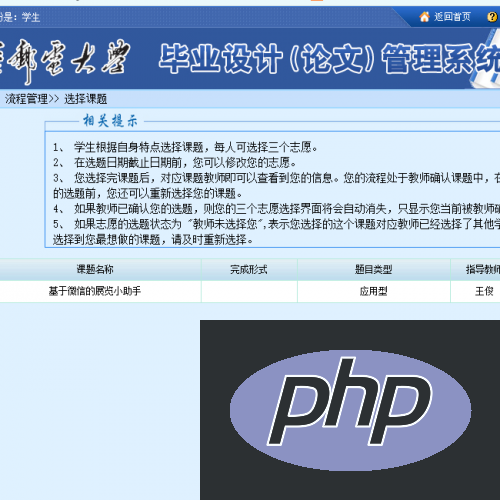 份是：学生
返回首页
邮电大学
毕业设计(论文)管理系统
流程管理>> 选择课题
相关提示
1、 学生根据自身特点选择课题，每人可选择三个志愿。
2、 在选题日期截止日期前，您可以修改您的志愿。
3、 您选择完课题后，对应课题教师即可以查看到您的信息。您的流程处于教师确认课题中，在
的选题前，您还可以重新选择您的课题。
4、 如果教师已确认您的选题，则您的三个志愿选择界面将会自动消失，只显示您当前被教师确
5、 如果志愿的选题状态为 "教师未选择您",表示您选择的这个课题对应教师已经选择了其他学
选择到您最想做的课题，请及时重新选择。
课题名称 完成形式 题目类型 指导教师
基于微信的展览小助手 应用型 王俊
php